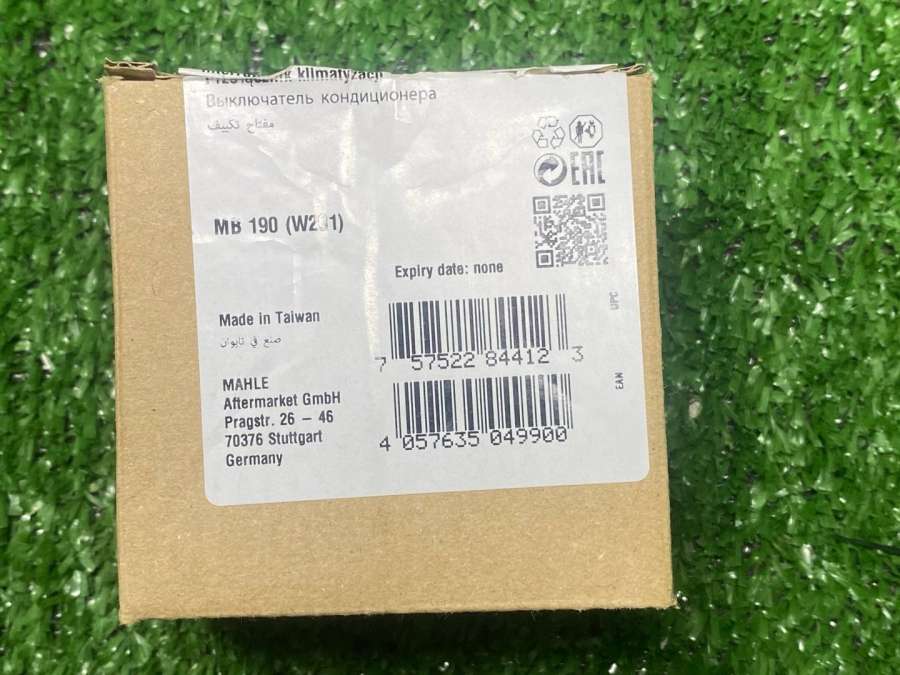 klimatyzacji
Выключатель кондиционера
مفتاح تكييف
EAC
MB 190 (W201)
Expiry date: none
UPC
Made in Taiwan
صنع في تايوان
7 57522 84412 3
EAN
MAHLE
Aftermarket GmbH
Pragstr. 26 – 46
70376 Stuttgart
Germany
4 057635 049900